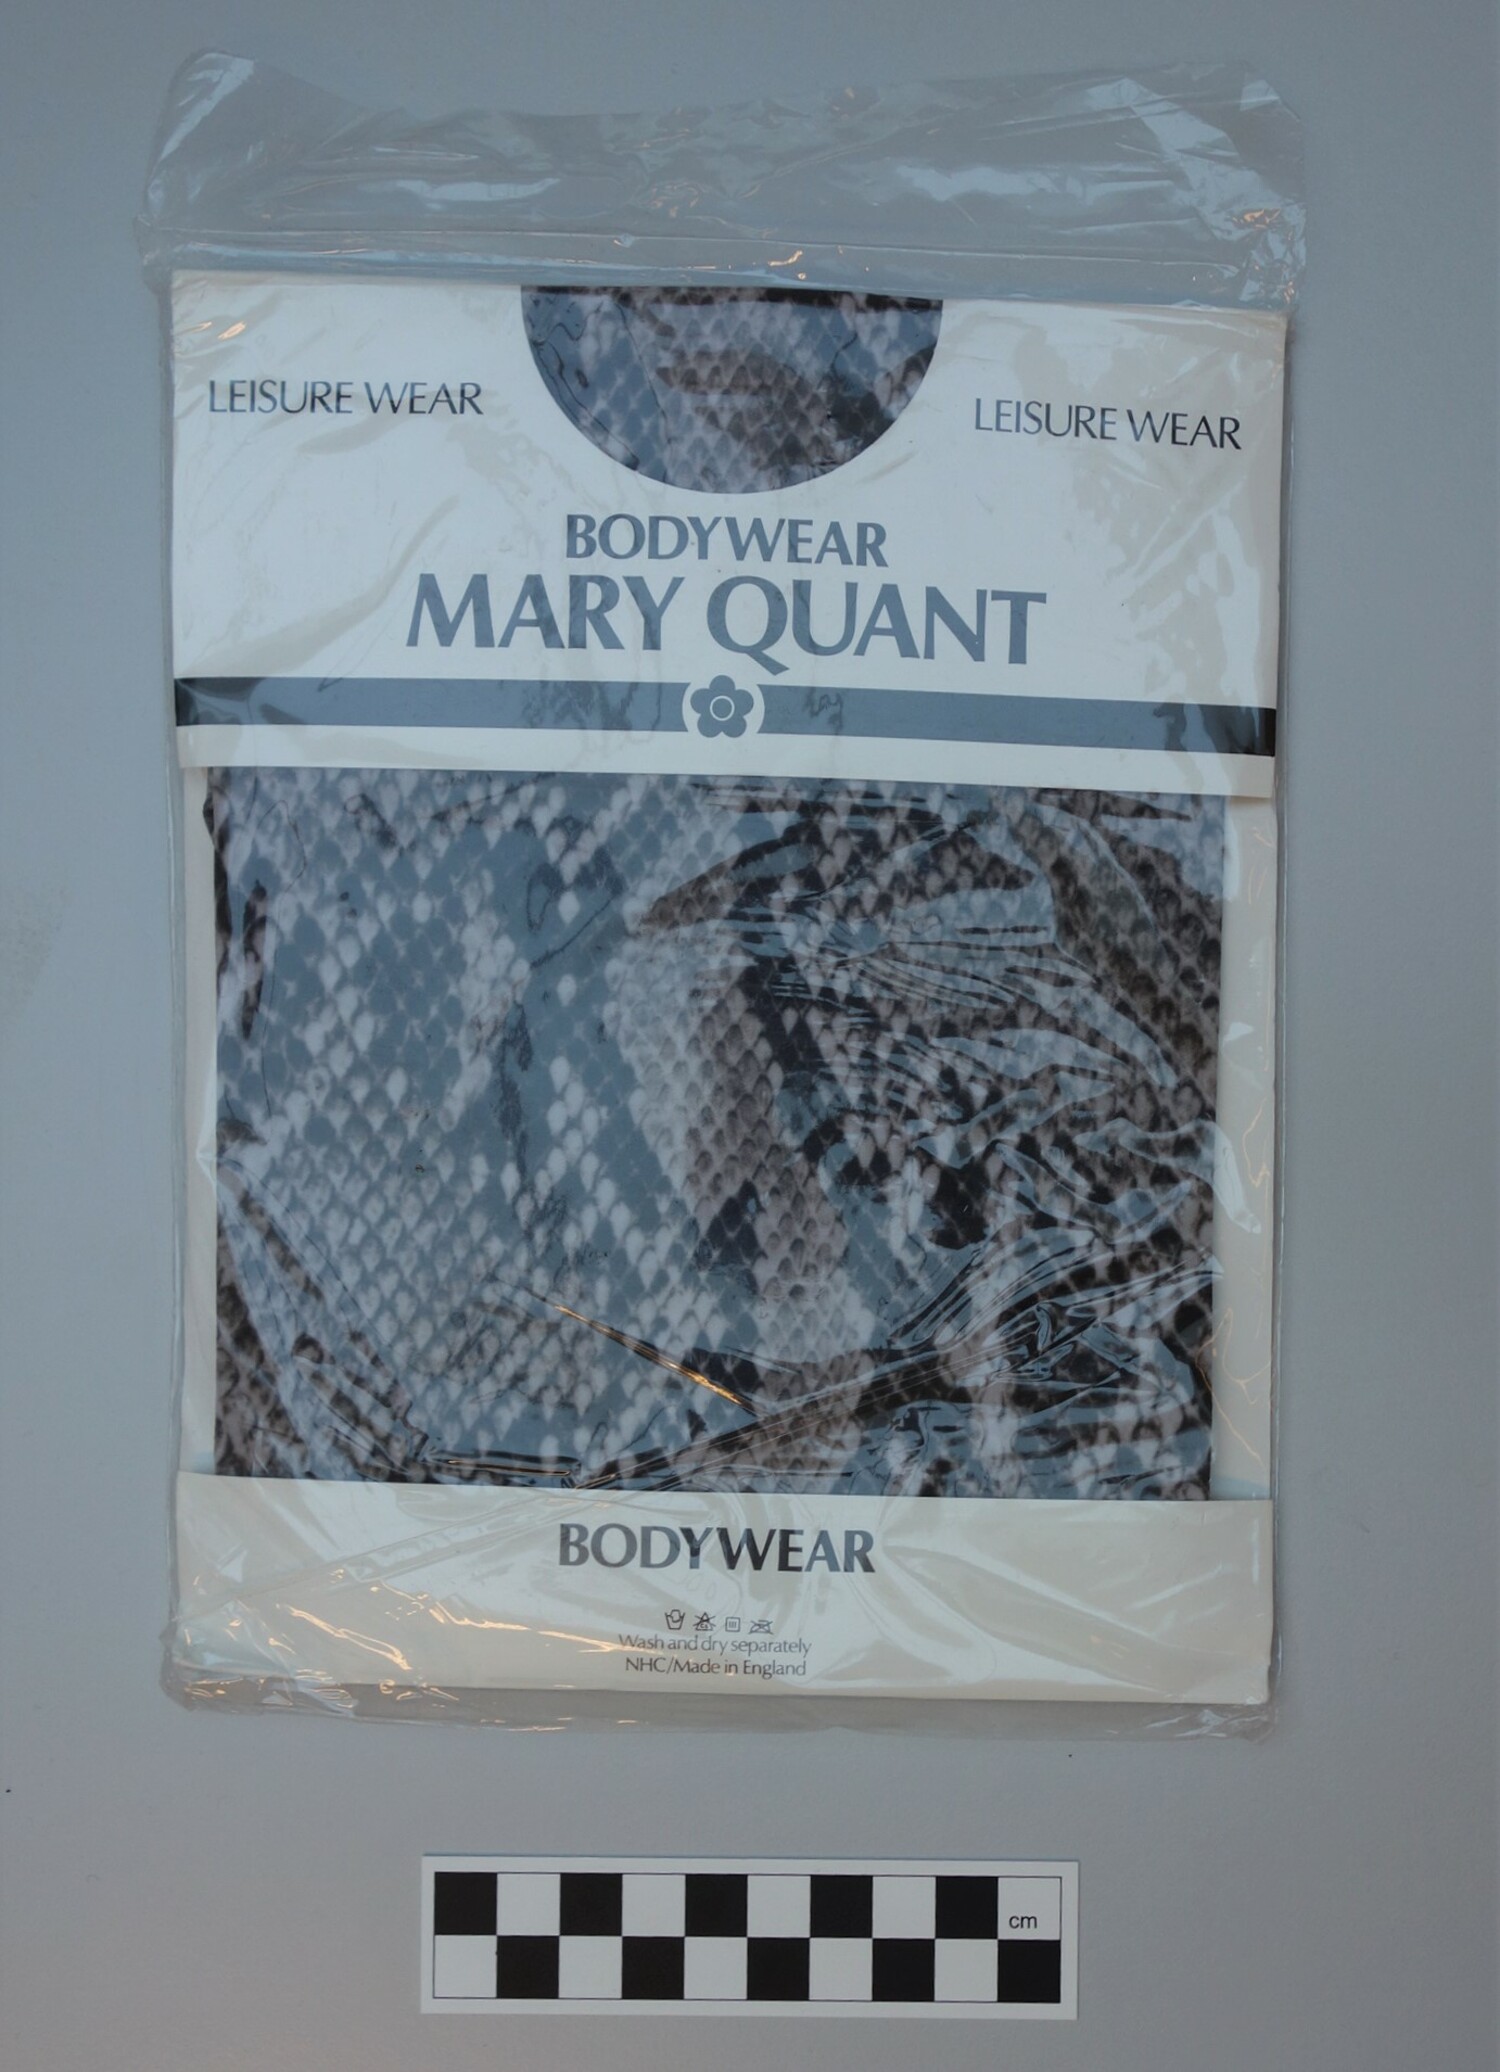 LEISURE WEAR
LEISURE WEAR
BODYWEAR
MARY QUANT
BODYWEAR
Wash and dry separately
NHC/Made in England
cm